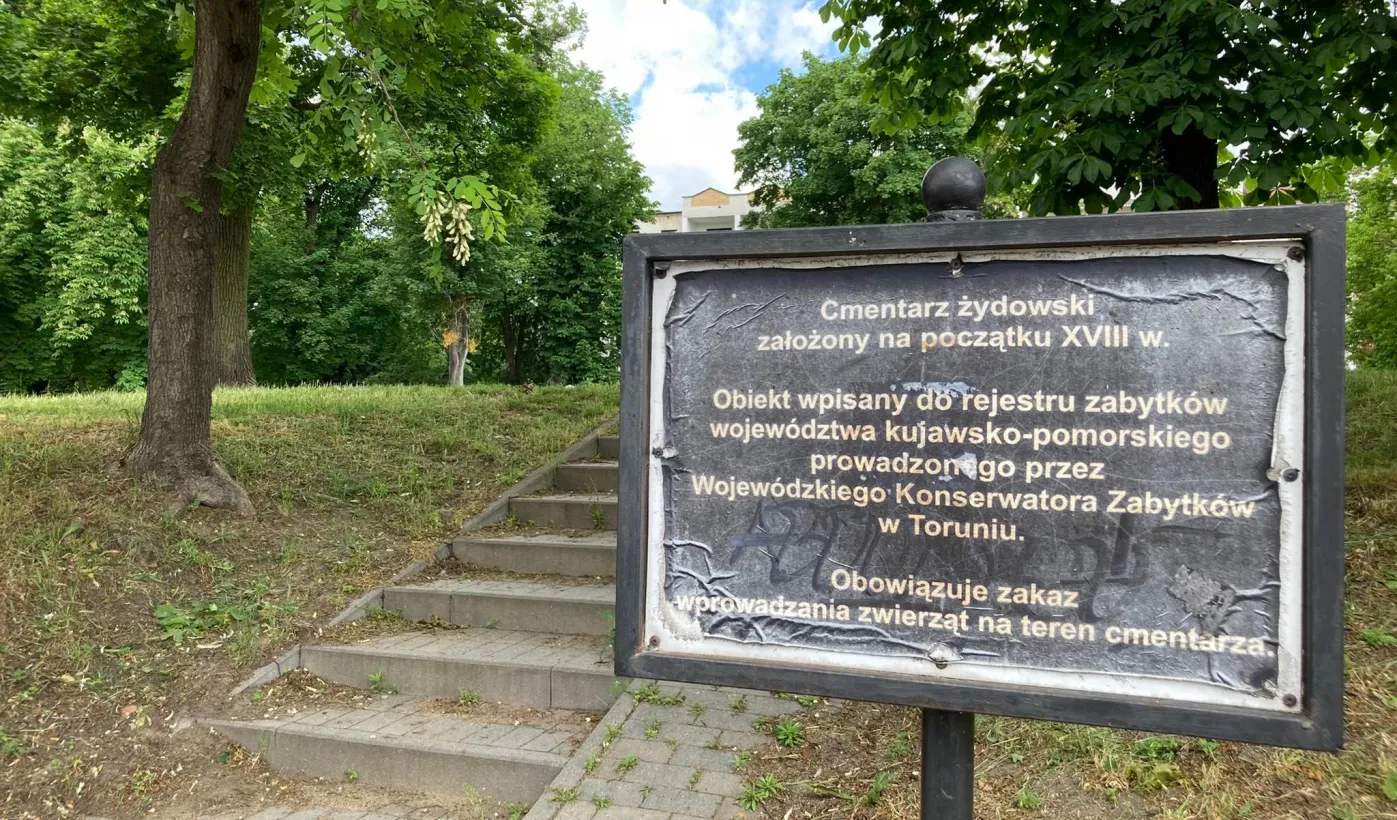 Cmentarz żydowski
założony na początku XVIII w.
Obiekt wpisany do rejestru zabytków
województwa kujawsko-pomorskiego
prowadzonego przez
Wojewódzkiego Konserwatora Zabytków
w Toruniu.
Obowiązuje zakaz
wprowadzania zwierząt na teren cmentarza.